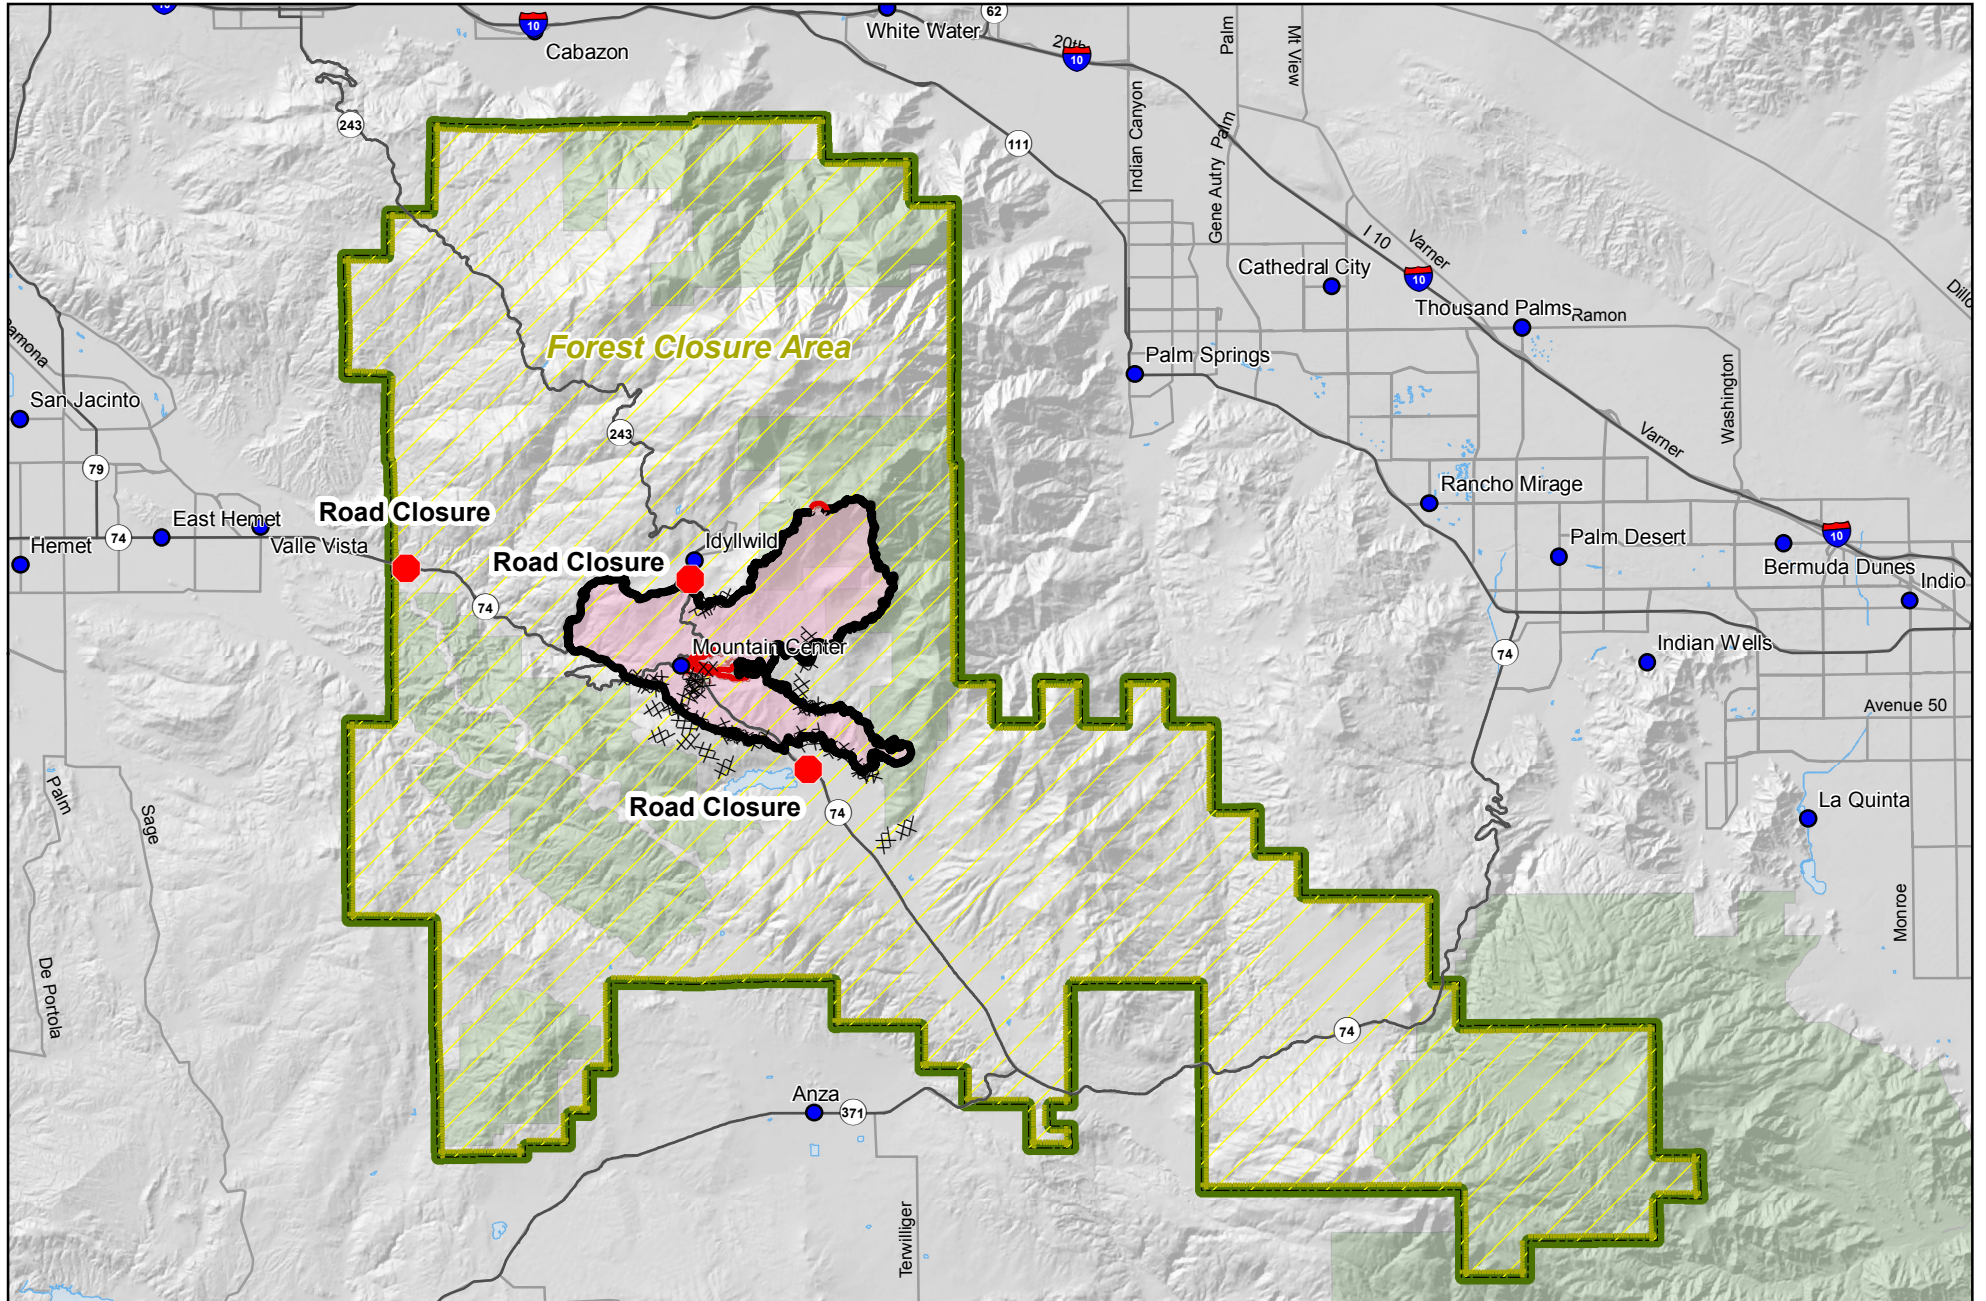 10
10
Cabazon
White Water
62
20th
10
Palm
Mt View
243
111
Indian Canyon
Gene Autry
Palm
I 10
Varner
Cathedral City
10
Thousand Palms
Ramon
Dillo
Forest Closure Area
Palm Springs
Ramona
San Jacinto
Washington
243
Varner
79
Rancho Mirage
Road Closure
East Hemet
74
Hemet
Valle Vista
Idyllwild
Road Closure
Palm Desert
10
Bermuda Dunes
Indio
74
Mountain Center
74
Indian Wells
Avenue 50
Palm
Sage
Road Closure
74
La Quinta
Monroe
De Portola
74
Anza
371
Terwilliger